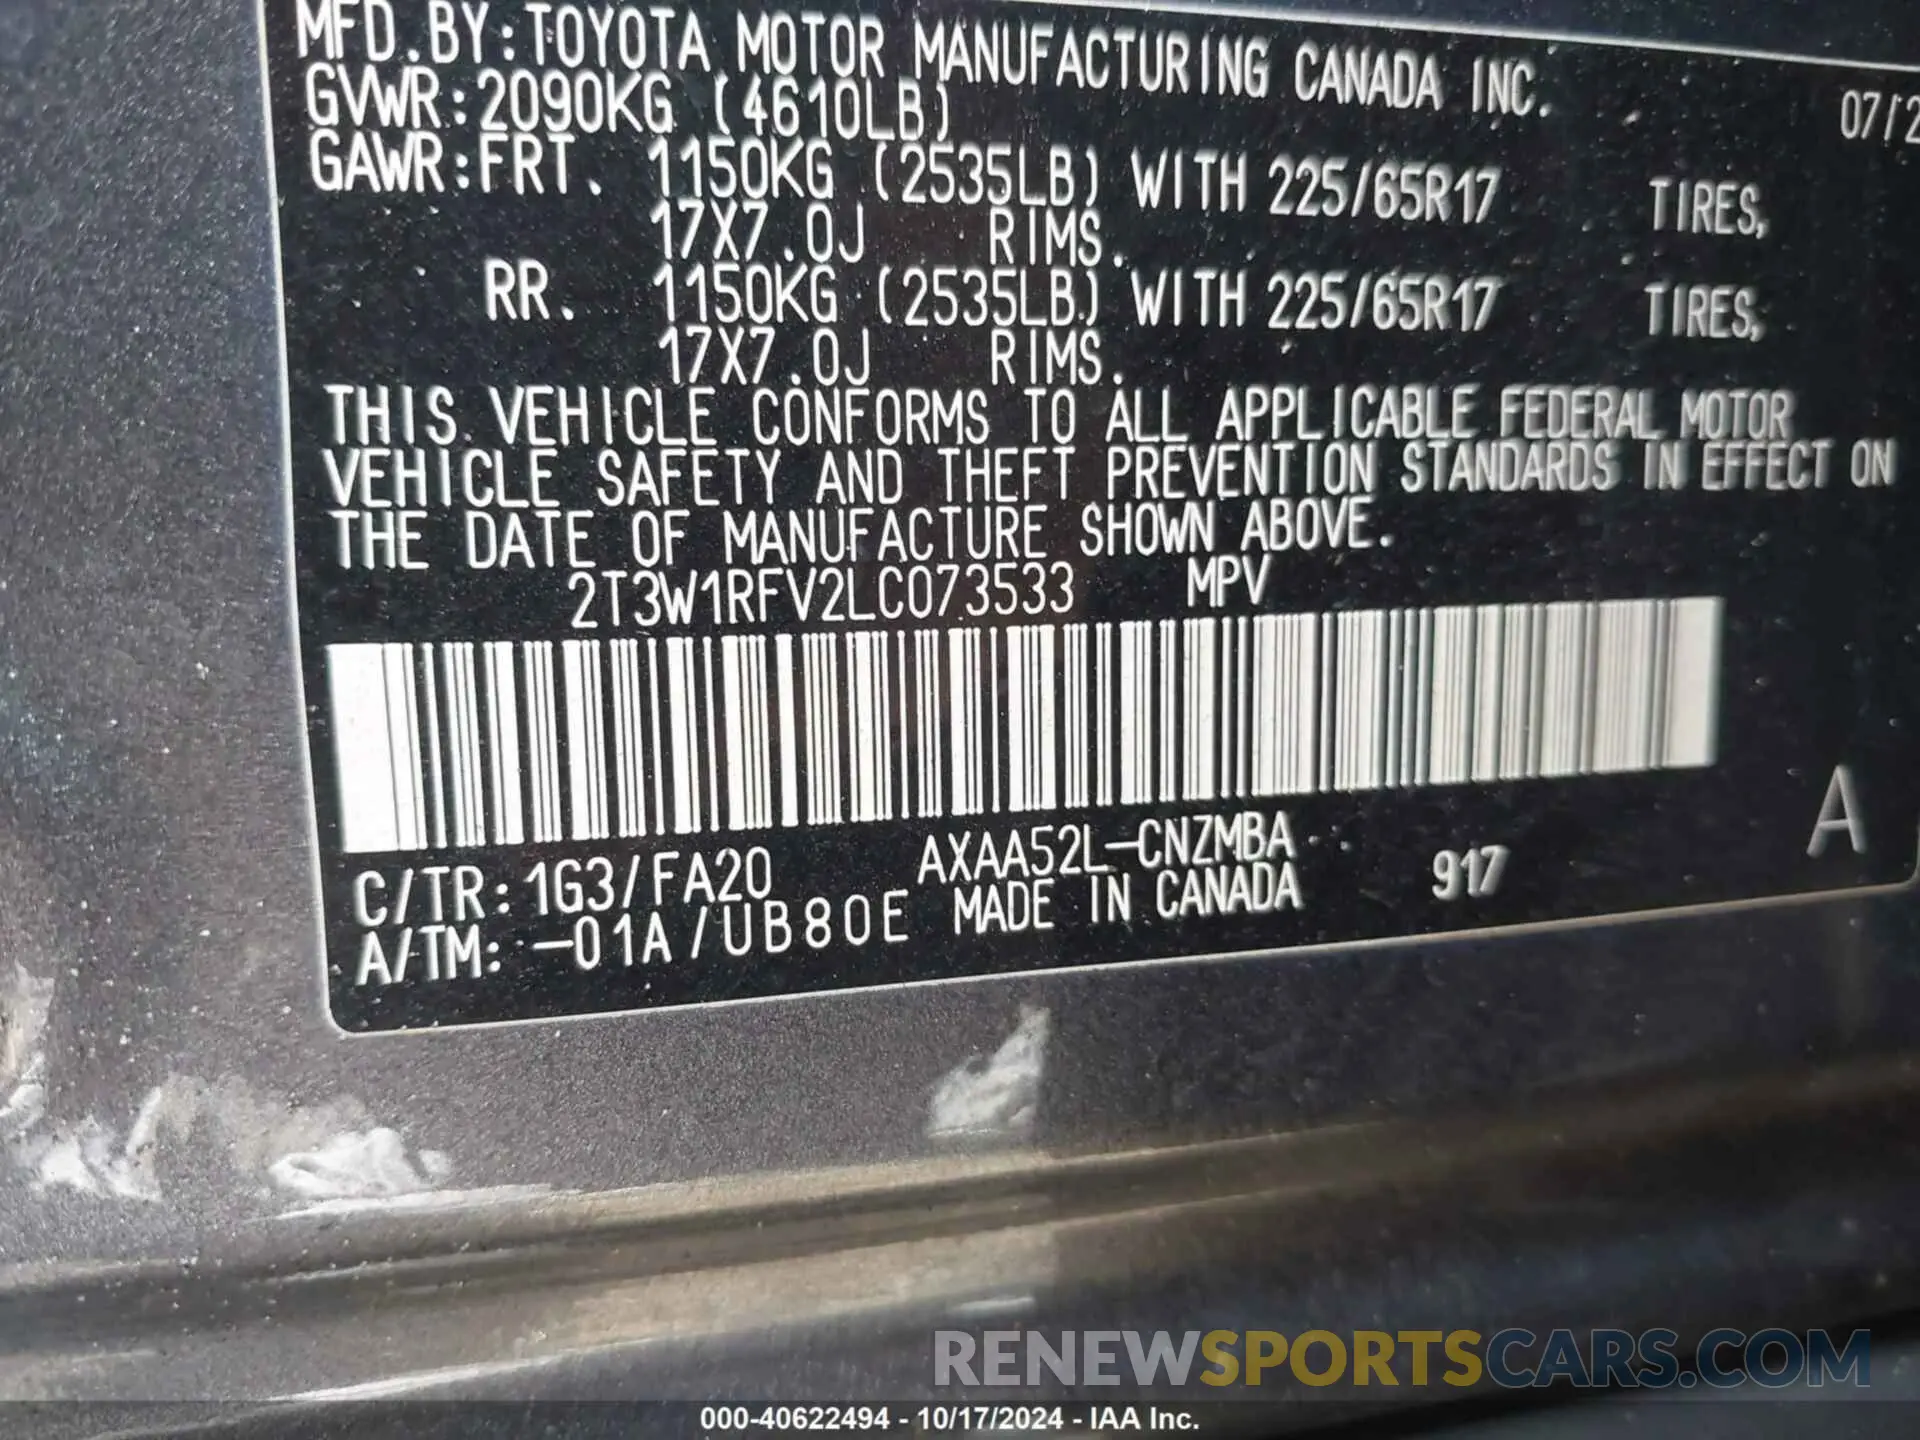 MFD.BY:TOYOTA MOTOR MANUFACTURING CANADA INC.
07/2
GVWR:2090KG (4610LB)
GAWR:FRT. 1150KG (2535LB) WITH 225/65R17 TIRES,
17X7.0J RIMS.
RR. 1150KG (2535LB) WITH 225/65R17 TIRES,
17X7.0J RIMS.
THIS VEHICLE CONFORMS TO ALL APPLICABLE FEDERAL MOTOR
VEHICLE SAFETY AND THEFT PREVENTION STANDARDS IN EFFECT ON
THE DATE OF MANUFACTURE SHOWN ABOVE.
2T3W1RFV2LC073533 MPV
A
C/TR:1G3/FA20 AXAA52L-CNZMBA
A/TM:-01A/UB80E MADE IN CANADA 917
RENEWSPORTSCARS.COM
000-40622494 - 10/17/2024 - IAA Inc.